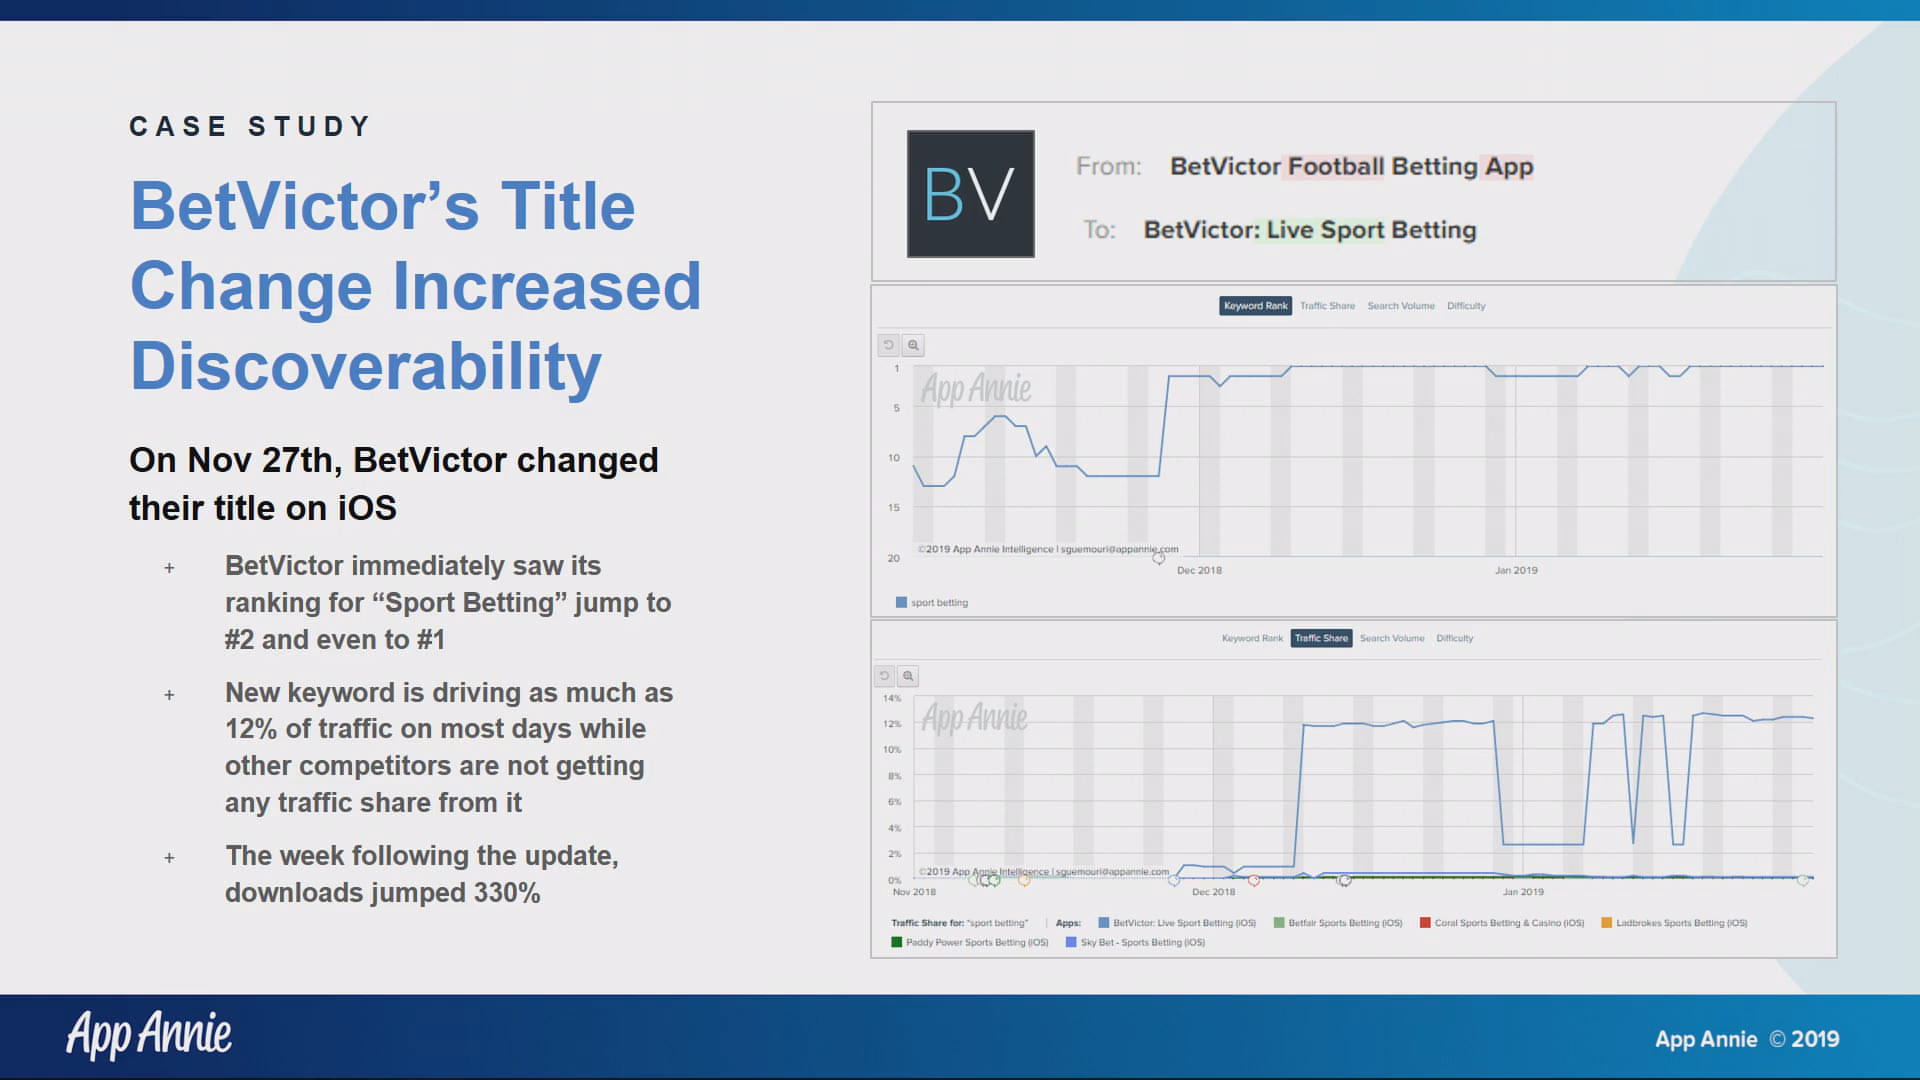 CASE STUDY
BetVictor’s Title
Change Increased
Discoverability
On Nov 27th, BetVictor changed
their title on iOS
+ BetVictor immediately saw its
ranking for “Sport Betting” jump to
#2 and even to #1
+ New keyword is driving as much as
12% of traffic on most days while
other competitors are not getting
any traffic share from it
+ The week following the update,
downloads jumped 330%
BV
From: BetVictor Football Betting App
To: BetVictor: Live Sport Betting
Keyword Rank Traffic Share Search Volume Difficulty
App Annie
1
5
10
15
20
©2019 App Annie Intelligence | sguemouri@appannie.com
Dec 2018 Jan 2019
sport betting
Keyword Rank Traffic Share Search Volume Difficulty
App Annie
14%
12%
10%
8%
6%
4%
2%
0%
©2019 App Annie Intelligence | sguemouri@appannie.com
Nov 2018 Dec 2018 Jan 2019
Traffic Share for: "sport betting" | Apps: BetVictor: Live Sport Betting (iOS) Betfair Sports Betting (iOS) Coral Sports Betting & Casino (iOS) Ladbrokes Sports Betting (iOS)
Paddy Power Sports Betting (iOS) Sky Bet - Sports Betting (iOS)
App Annie
App Annie © 2019